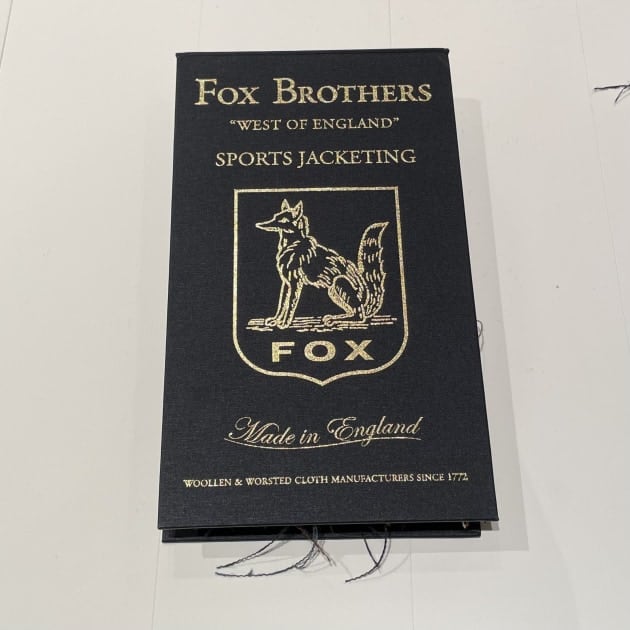 FOX BROTHERS
“WEST OF ENGLAND”
SPORTS JACKETING
FOX
Made in England
WOOLLEN & WORSTED CLOTH MANUFACTURERS SINCE 1772